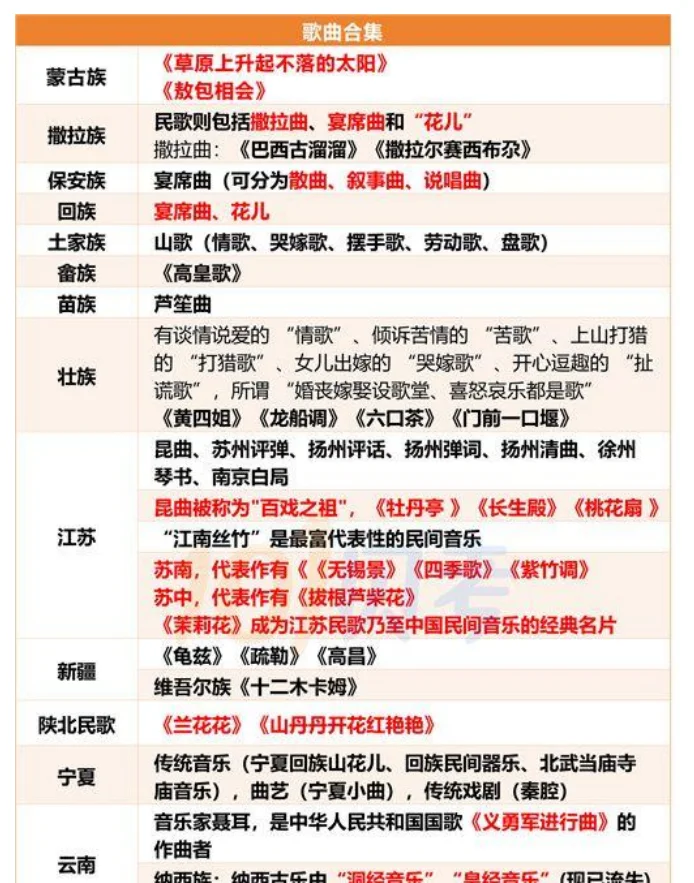 歌曲合集
蒙古族
《草原上升起不落的太阳》
《敖包相会》
撒拉族
民歌则包括撒拉曲、宴席曲和“花儿”
撒拉曲：《巴西古溜溜》《撒拉尔赛西布尕》
保安族
宴席曲（可分为散曲、叙事曲、说唱曲）
回族
宴席曲、花儿
土家族
山歌（情歌、哭嫁歌、摆手歌、劳动歌、盘歌）
畲族
《高皇歌》
苗族
芦笙曲
壮族
有谈情说爱的 “情歌”、倾诉苦情的 “苦歌”、上山打猎
的 “打猎歌”、女儿出嫁的 “哭嫁歌”、开心逗趣的 “扯
谎歌”，所谓 “婚丧嫁娶设歌堂、喜怒哀乐都是歌”
《黄四姐》《龙船调》《六口茶》《门前一口堰》
江苏
昆曲、苏州评弹、扬州评话、扬州弹词、扬州清曲、徐州
琴书、南京白局
昆曲被称为"百戏之祖"，《牡丹亭 》《长生殿》《桃花扇 》
“江南丝竹”是最富代表性的民间音乐
苏南，代表作有《《无锡景》《四季歌》《紫竹调》
苏中，代表作有《拔根芦柴花》
《茉莉花》成为江苏民歌乃至中国民间音乐的经典名片
新疆
《龟兹》《疏勒》《高昌》
维吾尔族《十二木卡姆》
陕北民歌
《兰花花》《山丹丹开花红艳艳》
宁夏
传统音乐（宁夏回族山花儿、回族民间器乐、北武当庙寺
庙音乐），曲艺（宁夏小曲），传统戏剧（秦腔）
云南
音乐家聂耳，是中华人民共和国国歌《义勇军进行曲》的
作曲者
纳西族：纳西古乐由“洞经音乐”、“皇经音乐”(现已流失)